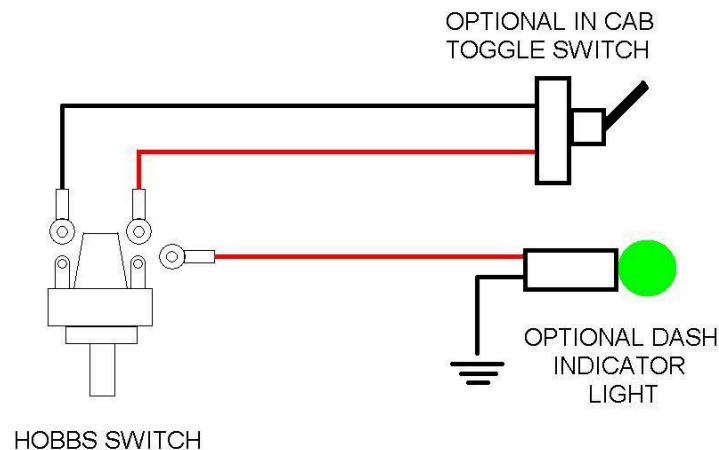 OPTIONAL IN CAB
TOGGLE SWITCH
OPTIONAL DASH
INDICATOR
LIGHT
HOBBS SWITCH